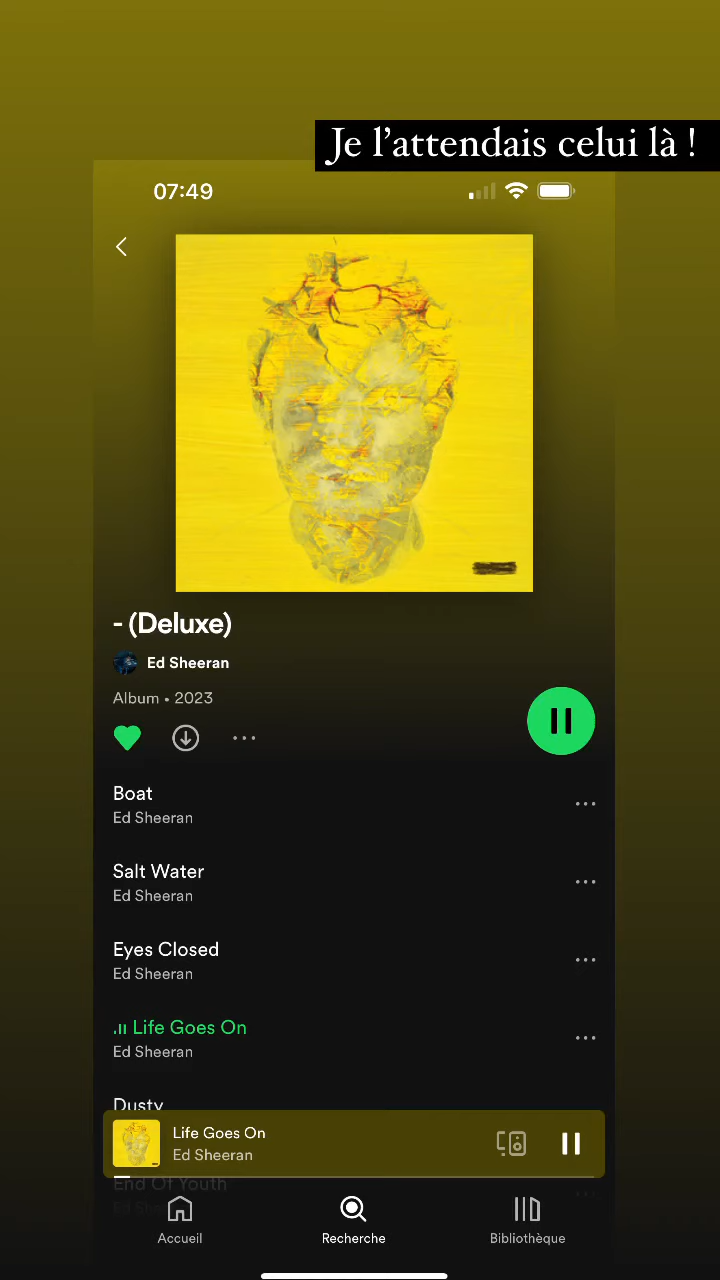 Je l'attendais celui là !
07:49
- (Deluxe)
Ed Sheeran
Album • 2023
Boat
Ed Sheeran
Salt Water
Ed Sheeran
Eyes Closed
Ed Sheeran
Life Goes On
Ed Sheeran
Dusty
Life Goes On
Ed Sheeran
End Of Youth
Accueil
Recherche
Bibliothèque